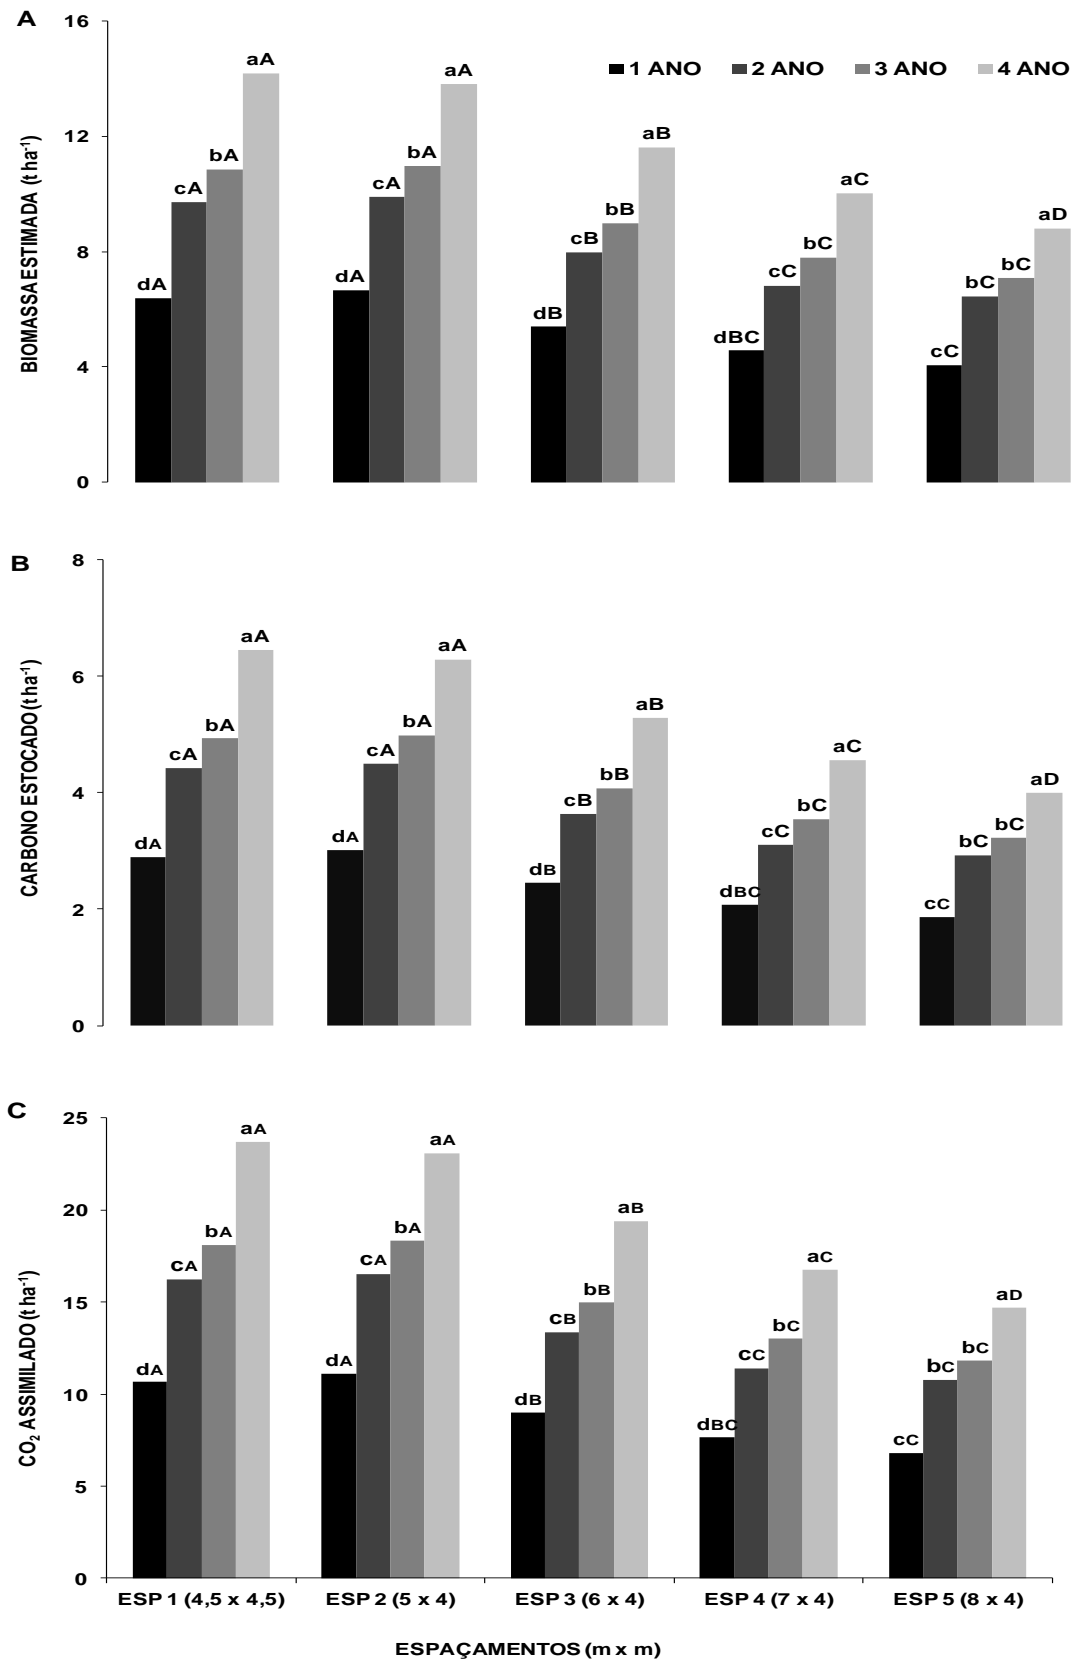 A
16
12
8
4
0
BIOMASSA ESTIMADA (t ha⁻¹)
1 ANO 2 ANO 3 ANO 4 ANO
dA cA bA aA
dA cA bA aA
dB cB bB aB
dBC cC bC aC
cC bC bC aD
B
8
6
4
2
0
CARBONO ESTOCADO (t ha⁻¹)
dA cA bA aA
dA cA bA aA
dB cB bB aB
dBC cC bC aC
cC bC bC aD
C
25
20
15
10
5
0
CO₂ ASSIMILADO (t ha⁻¹)
dA cA bA aA
dA cA bA aA
dB cB bB aB
dBC cC bC aC
cC bC bC aD
ESP 1 (4,5 x 4,5) ESP 2 (5 x 4) ESP 3 (6 x 4) ESP 4 (7 x 4) ESP 5 (8 x 4)
ESPAÇAMENTOS (m x m)